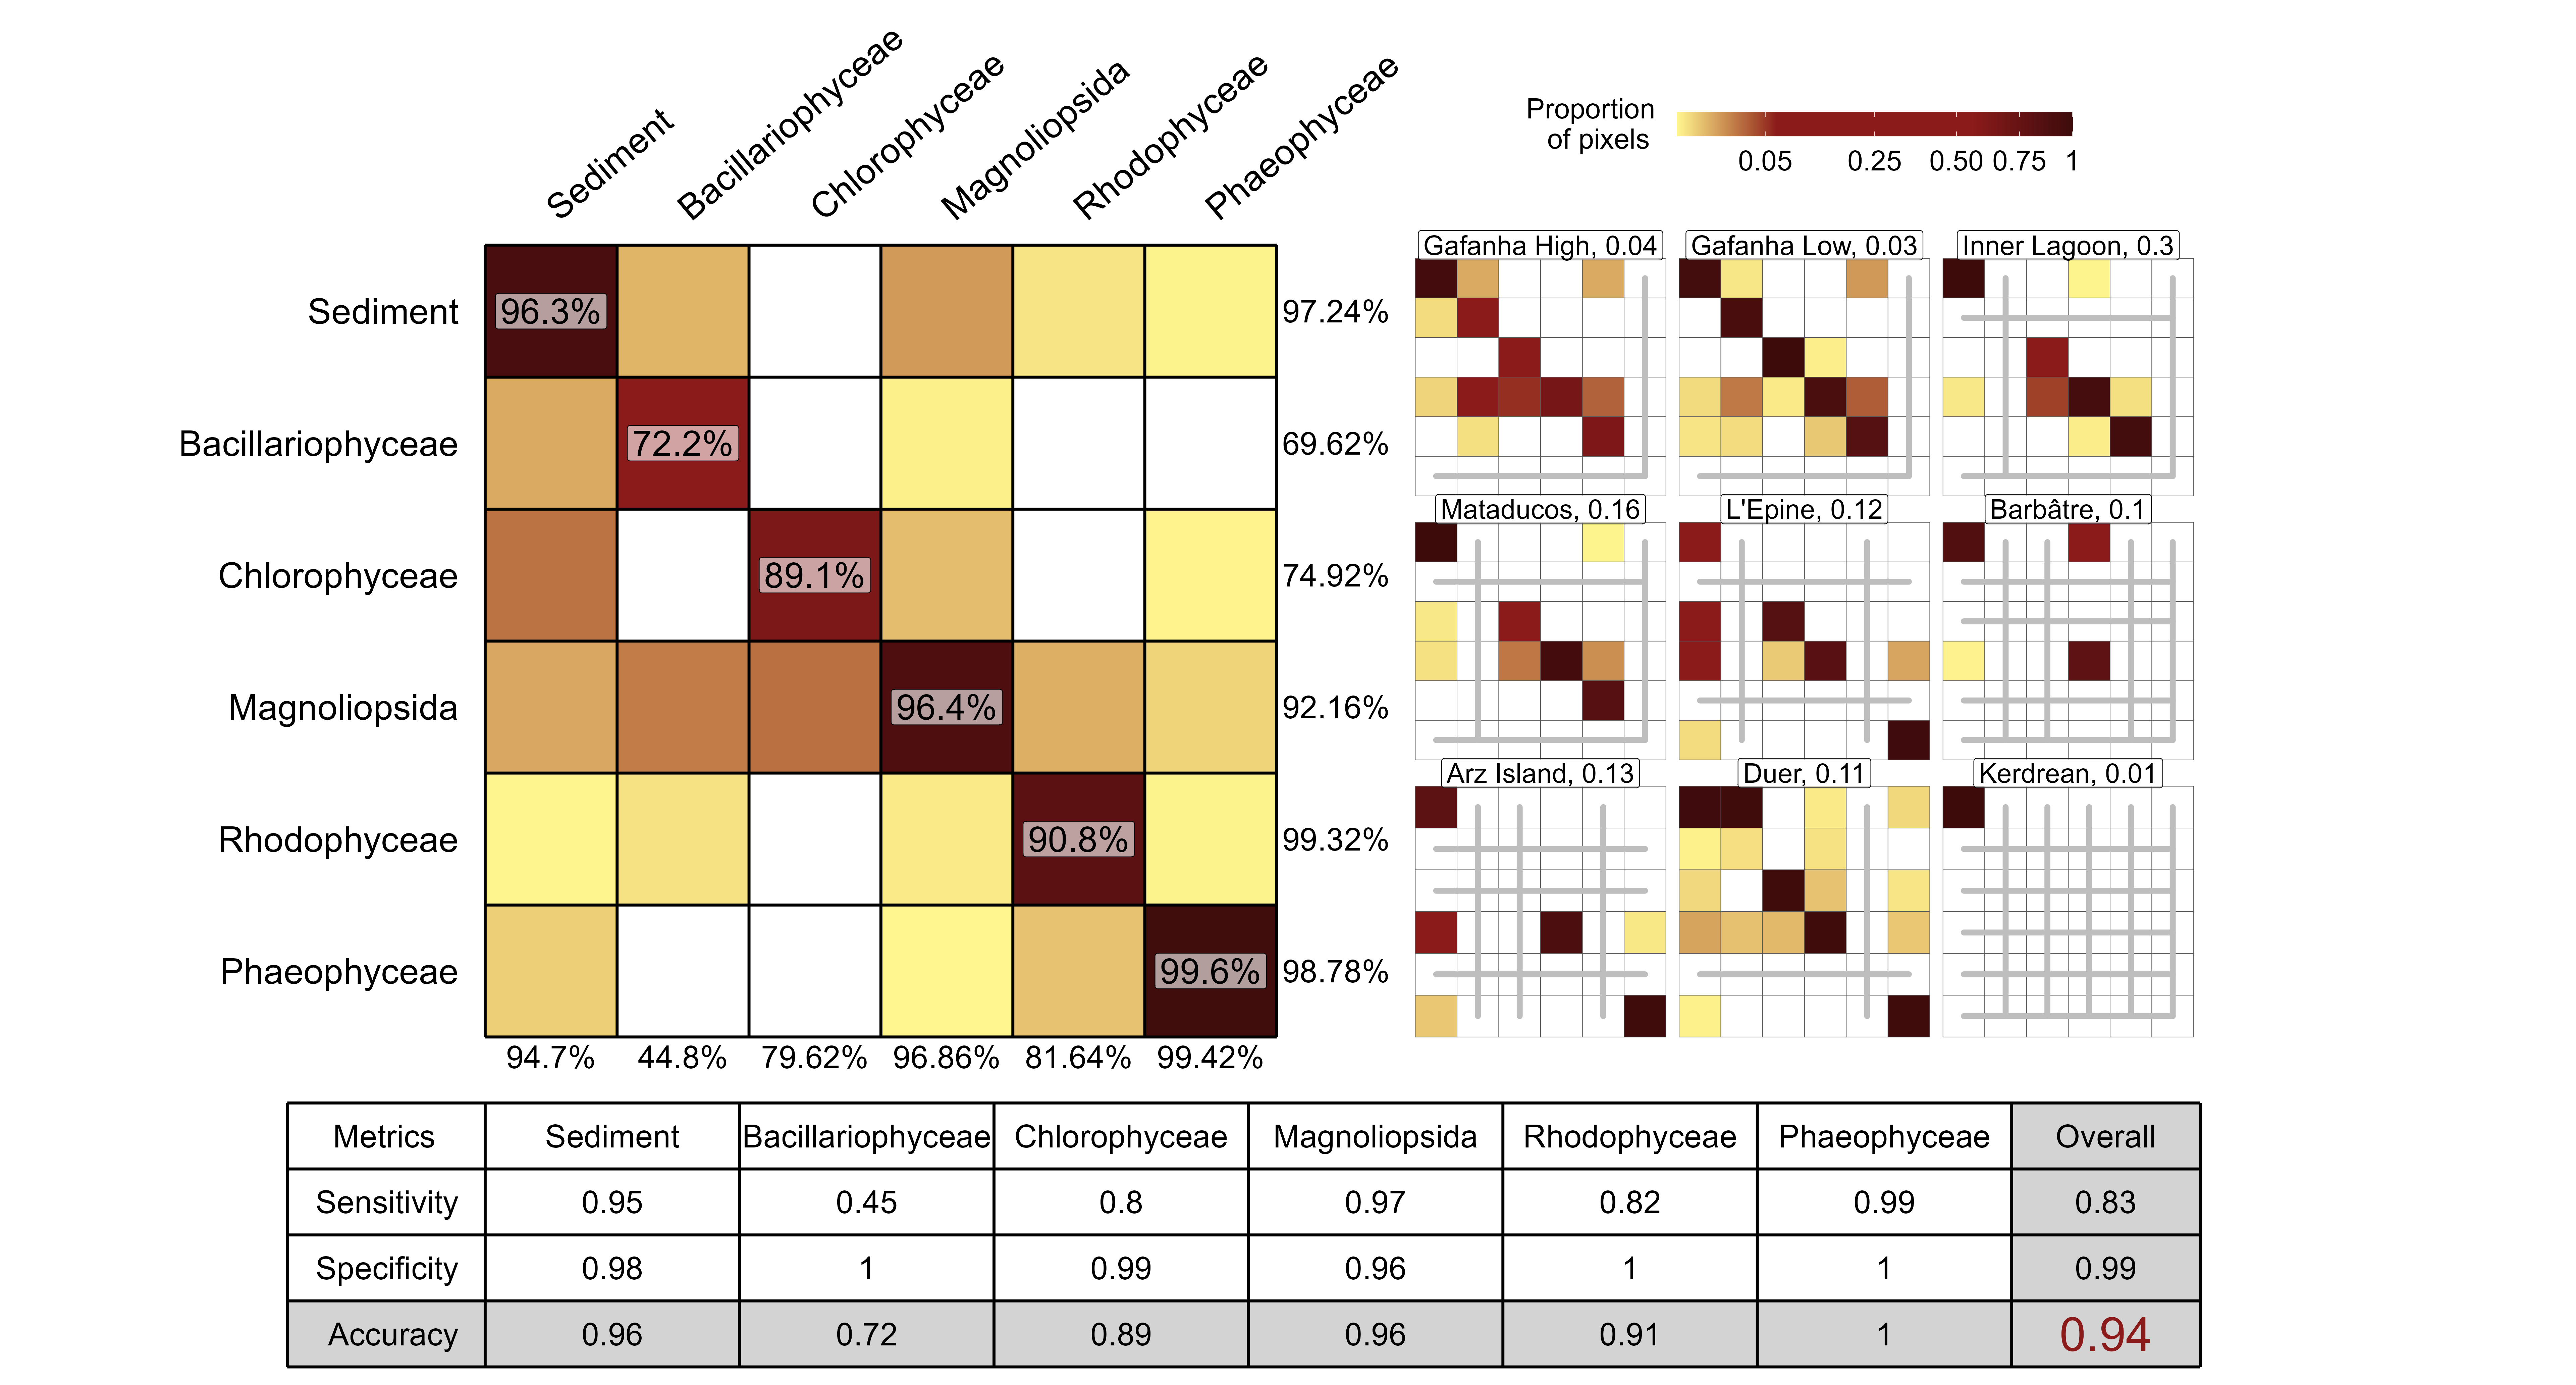 Sediment
Bacillariophyceae
Chlorophyceae
Magnoliopsida
Rhodophyceae
Phaeophyceae
Proportion
of pixels
0.05 0.25 0.50 0.75 1
Sediment 96.3% 97.24%
Bacillariophyceae 72.2% 69.62%
Chlorophyceae 89.1% 74.92%
Magnoliopsida 96.4% 92.16%
Rhodophyceae 90.8% 99.32%
Phaeophyceae 99.6% 98.78%
94.7% 44.8% 79.62% 96.86% 81.64% 99.42%
Gafanha High, 0.04 Gafanha Low, 0.03 Inner Lagoon, 0.3
Mataducos, 0.16 L'Epine, 0.12 Barbâtre, 0.1
Arz Island, 0.13 Duer, 0.11 Kerdrean, 0.01
Metrics Sediment Bacillariophyceae Chlorophyceae Magnoliopsida Rhodophyceae Phaeophyceae Overall
Sensitivity 0.95 0.45 0.8 0.97 0.82 0.99 0.83
Specificity 0.98 1 0.99 0.96 1 1 0.99
Accuracy 0.96 0.72 0.89 0.96 0.91 1 0.94